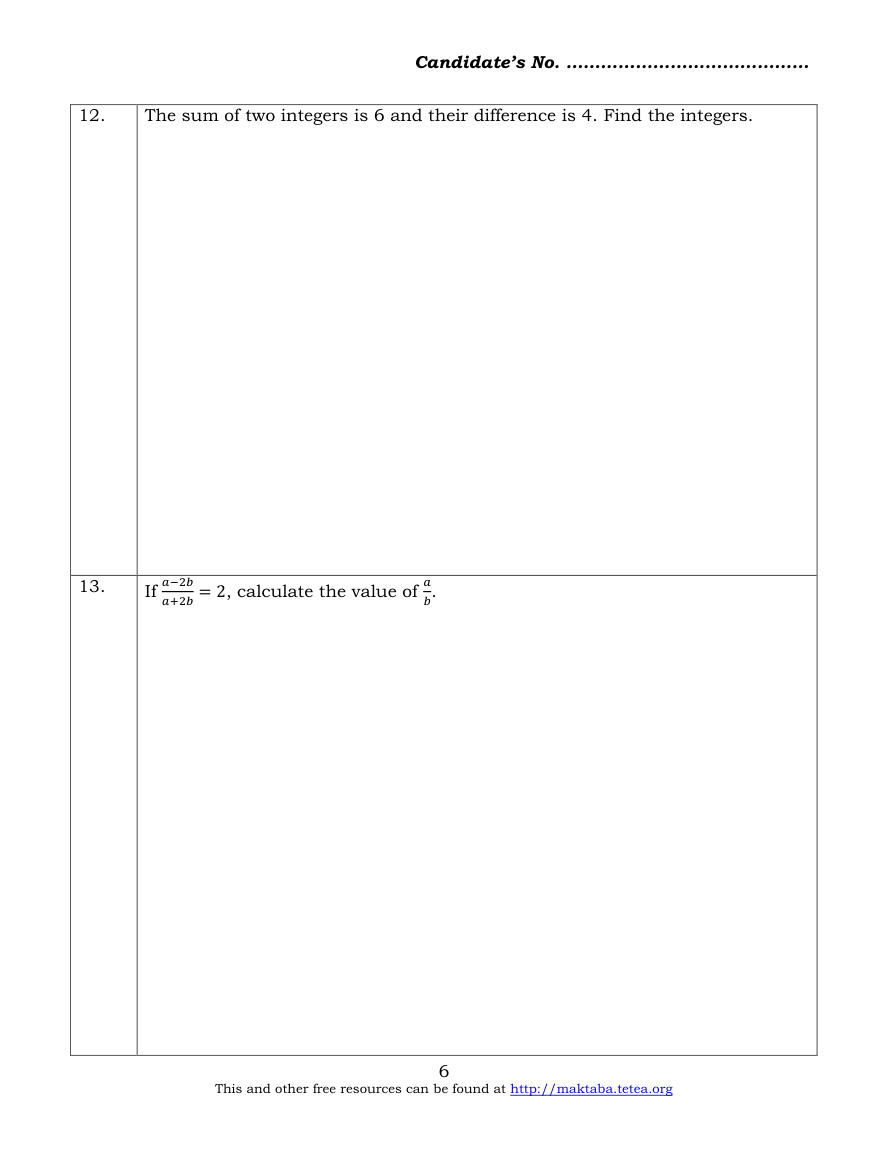 Candidate's No. ..........................................
12. The sum of two integers is 6 and their difference is 4. Find the integers.
13. If (a−2b)/(a+2b) = 2, calculate the value of a/b.
6
This and other free resources can be found at http://maktaba.tetea.org